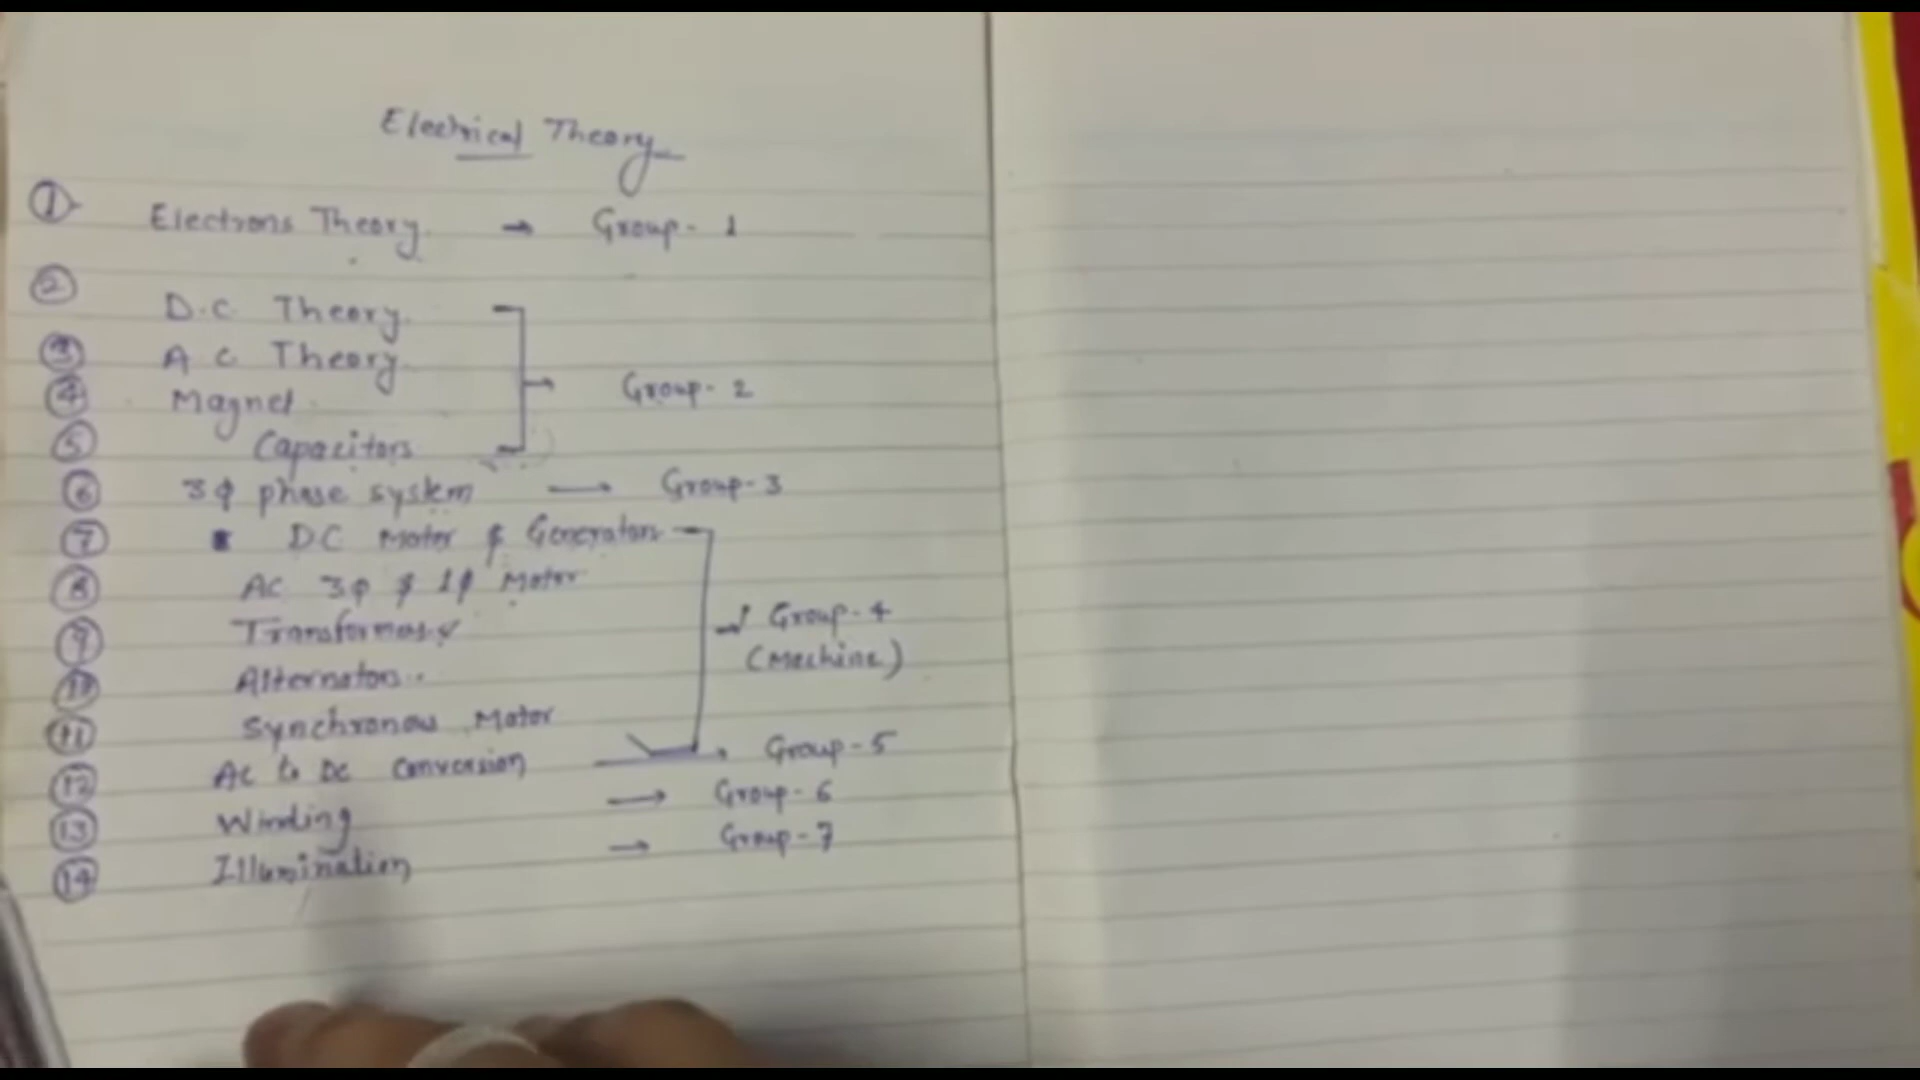 Electrical Theory
① Electrons Theory. → Group - 1
② D.C Theory.
③ A C Theory.
④ Magnet → Group - 2
⑤ Capacitors
⑥ 3φ phase system → Group - 3
⑦ DC Motor & Generators
⑧ AC 3φ & 1φ Motor
⑨ Transformers → Group - 4
⑩ Alternators (Mechine)
⑪ Synchronous Motor
⑫ AC to DC conversion → Group - 5
⑬ Winding → Group - 6
⑭ Illumination → Group - 7